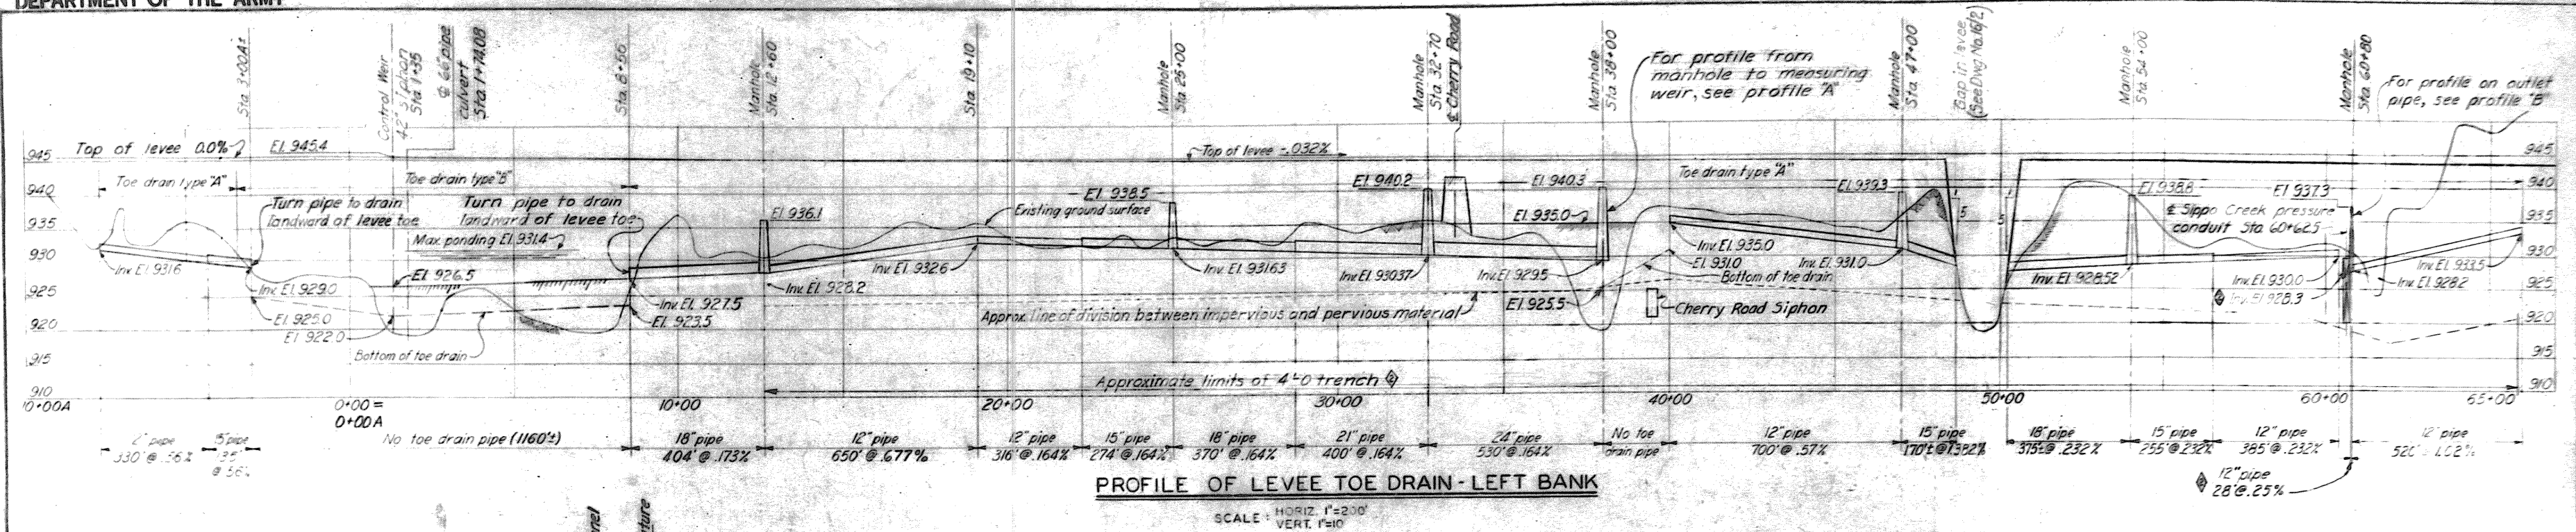 DEPARTMENT OF THE ARMY
Sta. 3+00A±
Control Weir
42" siphon
Sta 1+35
℄ 66" pipe
culvert
Sta 1+74.08
Sta. 8+56
Manhole
Sta. 12+60
Sta. 19+10
Manhole
Sta 25+00
Manhole
Sta 32+70
℄ Cherry Road
Manhole
Sta 38+00
For profile from
manhole to measuring
weir, see profile "A"
Manhole
Sta. 47+00
Gap in levee
(See Dwg No.16/2)
Manhole
Sta 54+00
Manhole
Sta 60+80
For profile on outlet
pipe, see profile "B"
945
940
935
930
925
920
915
910
Top of levee 0.0%
El. 945.4
Top of levee -.032%
945
940
935
930
925
920
915
910
Toe drain type "A"
Toe drain type "B"
Toe drain type "A"
Turn pipe to drain
landward of levee toe
Turn pipe to drain
landward of levee toe
Max. ponding El. 931.4
El. 936.1
El. 938.5
Existing ground surface
El. 940.2
El. 940.3
El. 935.0
El. 939.3
5
5
El. 938.8
El. 937.3
℄ Sippo Creek pressure
conduit Sta. 60+62.5
Inv. El. 931.6
Inv. El. 929.0
El. 926.5
El. 925.0
El 922.0
Bottom of toe drain
Inv. El. 927.5
El. 923.5
Inv. El. 928.2
Inv. El. 932.6
Inv. El. 931.63
Inv. El. 930.37
Inv. El. 929.5
El. 925.5
Inv. El. 935.0
El. 931.0
Bottom of toe drain
Inv. El. 931.0
Cherry Road Siphon
Approx. line of division between impervious and pervious material
Inv. El. 928.52
Inv. El. 930.0
Inv. El 928.3
Inv. El. 928.2
Inv. El. 933.5
Approximate limits of 4'-0 trench
10+00A
0+00 =
0+00 A
10+00
20+00
30+00
40+00
50+00
60+00
65+00
330' @ .56%
15" pipe
135'
@ .56%
No toe drain pipe (1160'±)
18" pipe
404' @ .173%
12" pipe
650' @ .677%
12" pipe
316' @ .164%
15" pipe
274' @ .164%
18" pipe
370' @ .164%
21" pipe
400' @ .164%
24" pipe
530' @ .164%
No toe
drain pipe
12" pipe
700' @ .57%
15" pipe
170'± @ 1.382%
18" pipe
375'± @ .232%
15" pipe
255' @ .232%
12" pipe
385' @ .232%
12" pipe
520' 1.02%
12" pipe
28' @ .25%
PROFILE OF LEVEE TOE DRAIN - LEFT BANK
SCALE: HORIZ. 1"=200'
VERT. 1"=10'